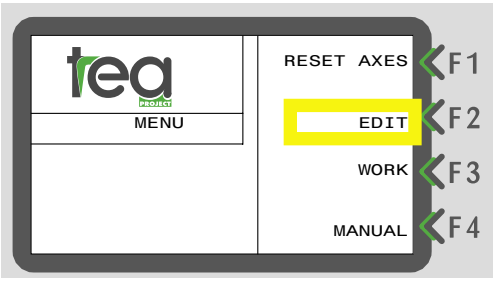 tea
PROJECT
MENU
RESET AXES F1
EDIT F2
WORK F3
MANUAL F4